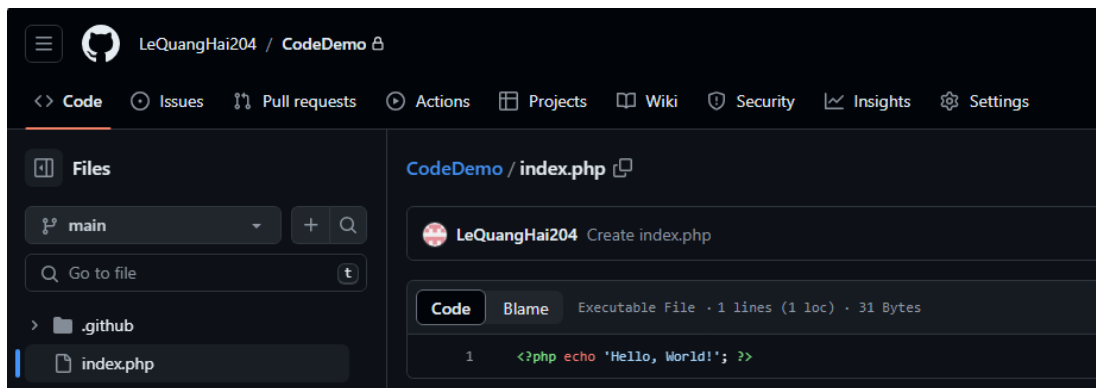 LeQuangHai204 / CodeDemo
<> Code Issues Pull requests Actions Projects Wiki Security Insights Settings
Files
main
Go to file t
.github
index.php
CodeDemo / index.php
LeQuangHai204 Create index.php
Code Blame Executable File · 1 lines (1 loc) · 31 Bytes
1 <?php echo 'Hello, World!'; ?>